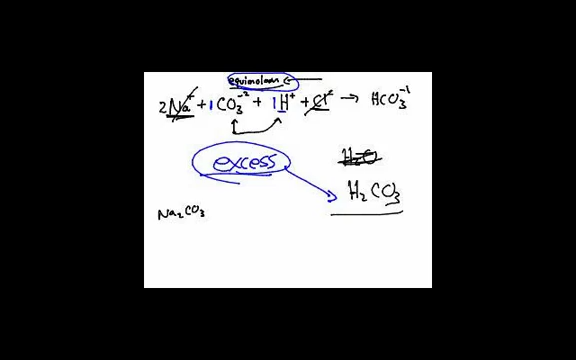 equimolar
2Na⁺ + 1CO₃⁻² + 1H⁺ + Cl⁻ → HCO₃⁻¹
excess
H₂O
H₂CO₃
Na₂CO₃